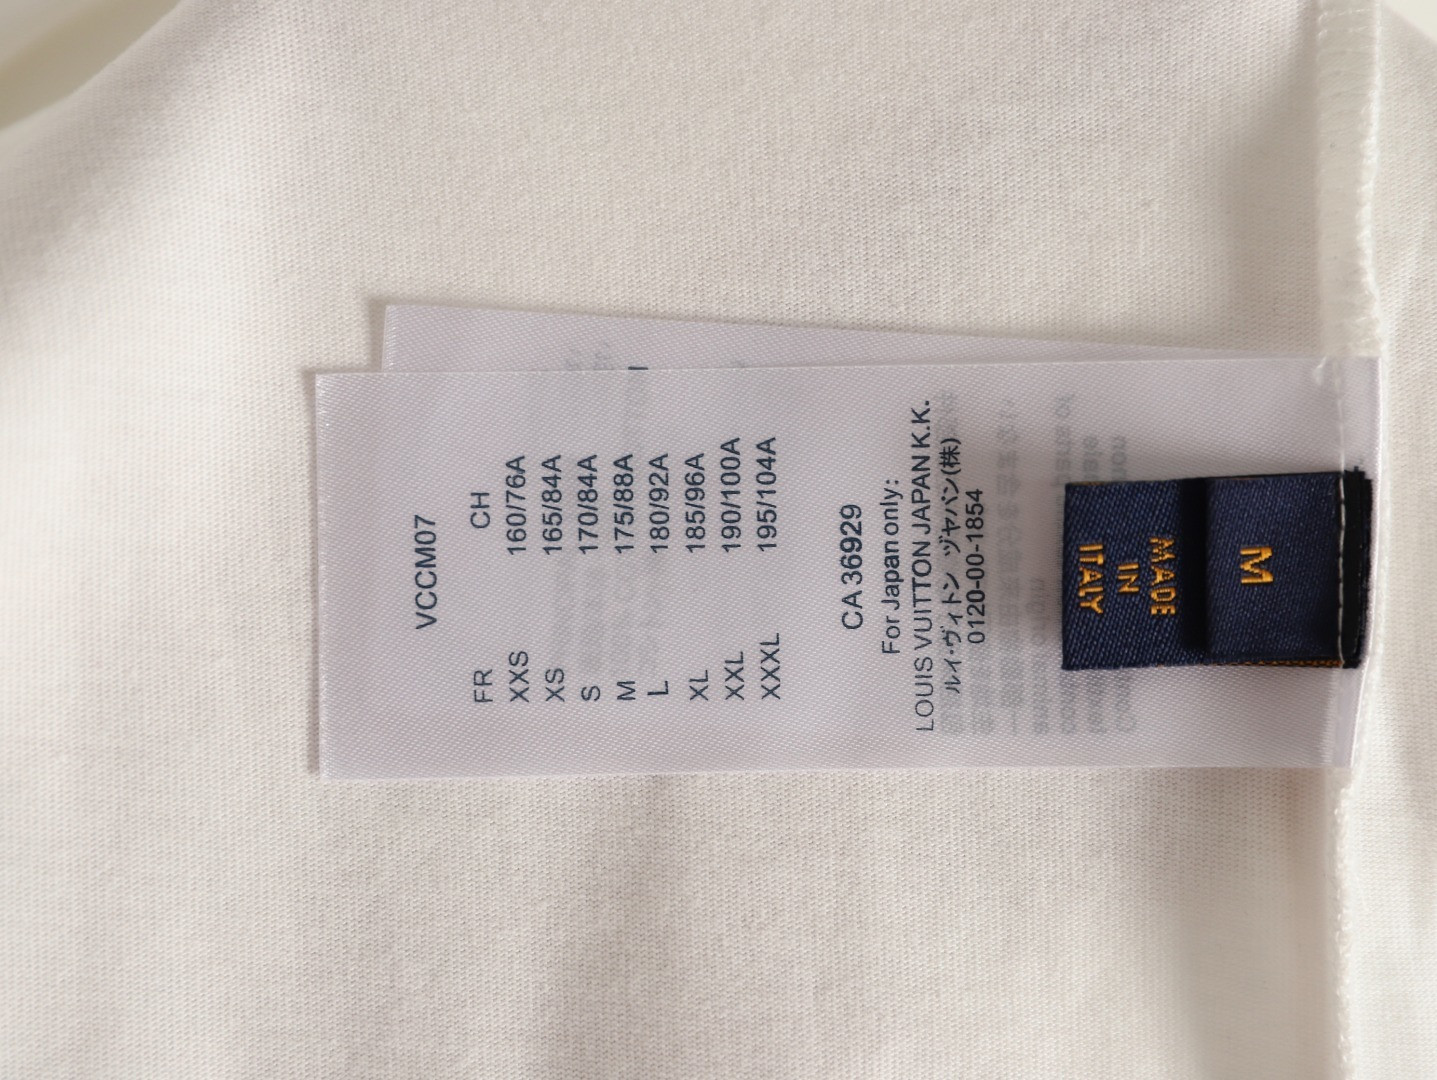 VCCM07
FR CH
XXS 160/76A
XS 165/84A
S 170/84A
M 175/88A
L 180/92A
XL 185/96A
XXL 190/100A
XXXL 195/104A
CA 36929
For Japan only:
LOUIS VUITTON JAPAN K.K.
ルイ・ヴィトン ヅャパン(株)
0120-00-1854
MADE
IN
ITALY
M